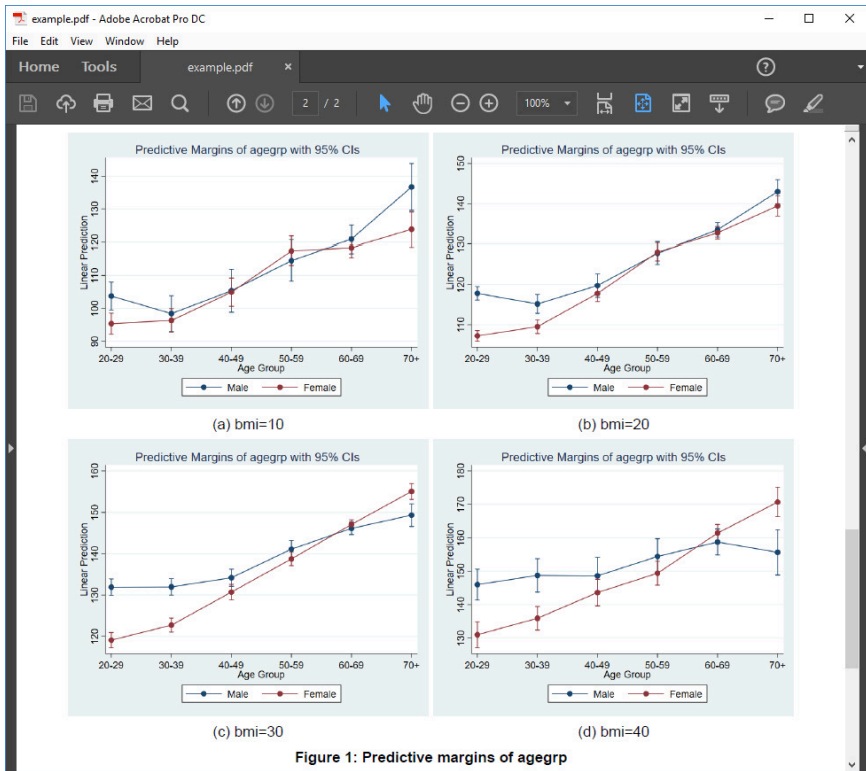 example.pdf - Adobe Acrobat Pro DC
File Edit View Window Help
Home Tools example.pdf ×
2 / 2 100%
Predictive Margins of agegrp with 95% CIs
Linear Prediction
140
130
120
110
100
90
20-29 30-39 40-49 50-59 60-69 70+
Age Group
Male Female
(a) bmi=10
Predictive Margins of agegrp with 95% CIs
Linear Prediction
150
140
130
120
110
20-29 30-39 40-49 50-59 60-69 70+
Age Group
Male Female
(b) bmi=20
Predictive Margins of agegrp with 95% CIs
Linear Prediction
160
150
140
130
120
20-29 30-39 40-49 50-59 60-69 70+
Age Group
Male Female
(c) bmi=30
Predictive Margins of agegrp with 95% CIs
Linear Prediction
180
170
160
150
140
130
20-29 30-39 40-49 50-59 60-69 70+
Age Group
Male Female
(d) bmi=40
Figure 1: Predictive margins of agegrp